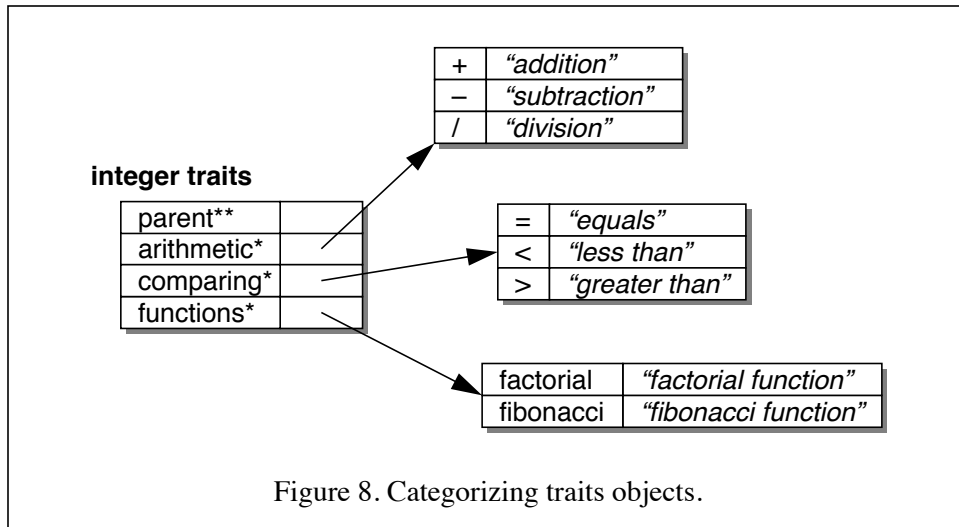 + “addition”
– “subtraction”
/ “division”
integer traits
parent**
arithmetic*
comparing*
functions*
= “equals”
< “less than”
> “greater than”
factorial “factorial function”
fibonacci “fibonacci function”
Figure 8. Categorizing traits objects.